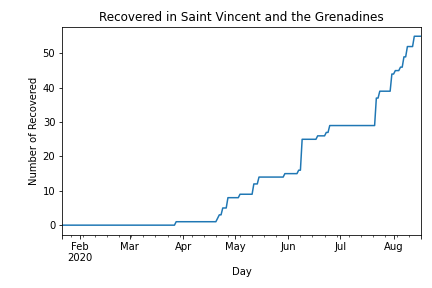 Recovered in Saint Vincent and the Grenadines
Number of Recovered
50
40
30
20
10
0
Feb Mar Apr May Jun Jul Aug
2020
Day